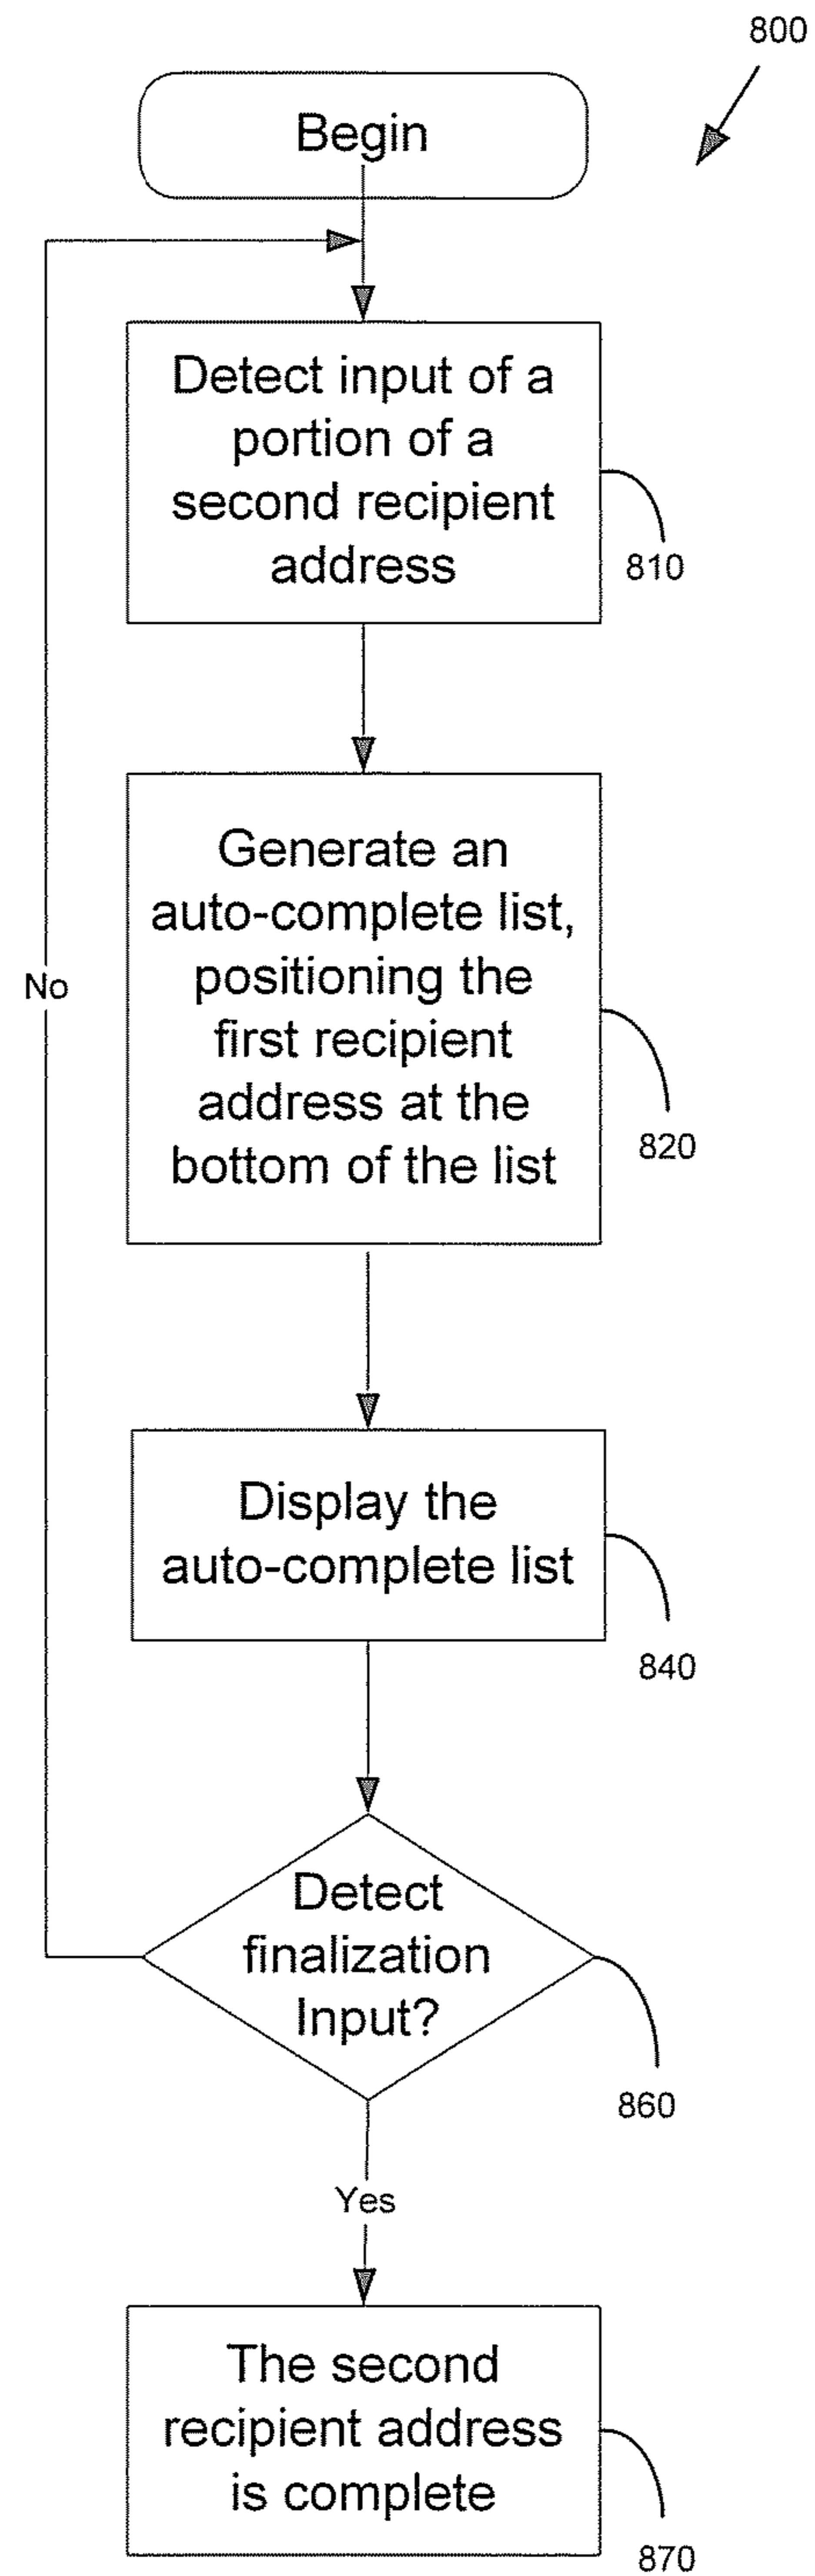 800
Begin
Detect input of a
portion of a
second recipient
address
810
Generate an
auto-complete list,
positioning the
first recipient
address at the
bottom of the list
820
No
Display the
auto-complete list
840
Detect
finalization
Input?
860
Yes
The second
recipient address
is complete
870